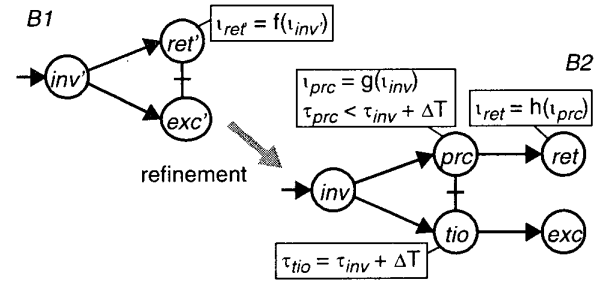 B1
ret'
ι_ret' = f(ι_inv')
inv'
exc'
refinement
B2
ι_prc = g(ι_inv)
τ_prc < τ_inv + ΔT
ι_ret = h(ι_prc)
prc
ret
inv
tio
exc
τ_tio = τ_inv + ΔT